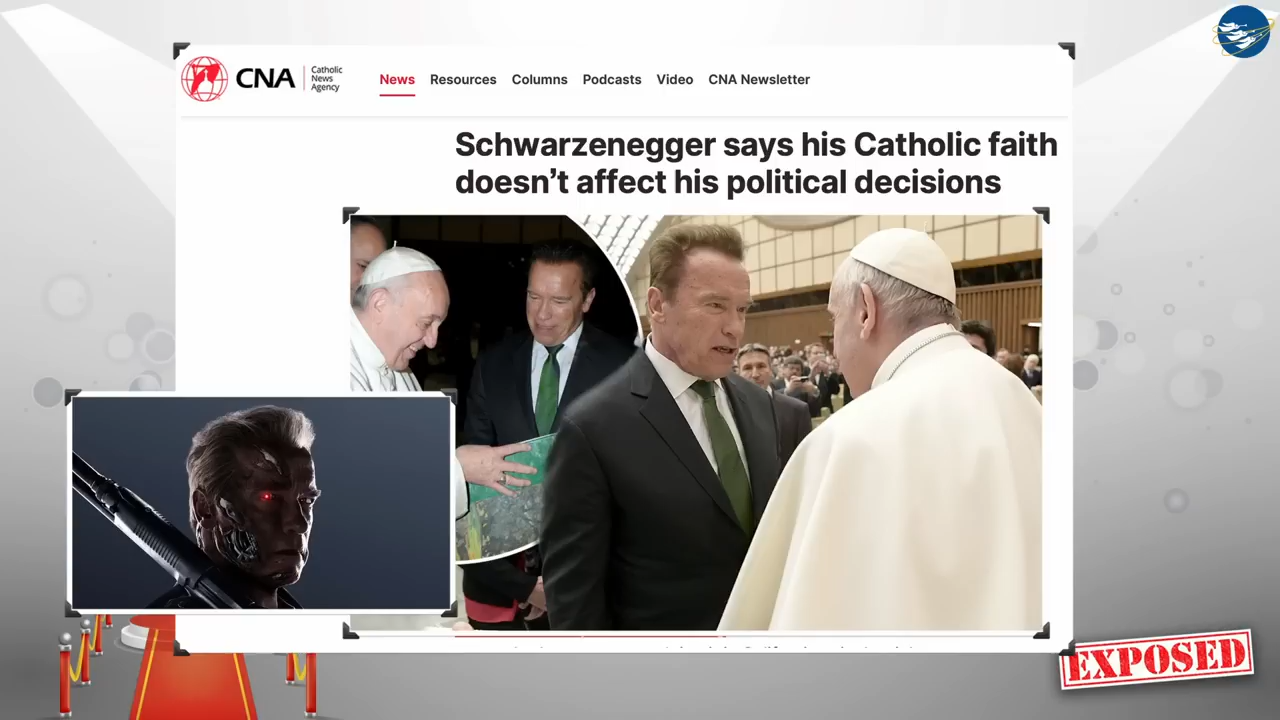 CNA
Catholic
News
Agency
News Resources Columns Podcasts Video CNA Newsletter
Schwarzenegger says his Catholic faith
doesn't affect his political decisions
EXPOSED